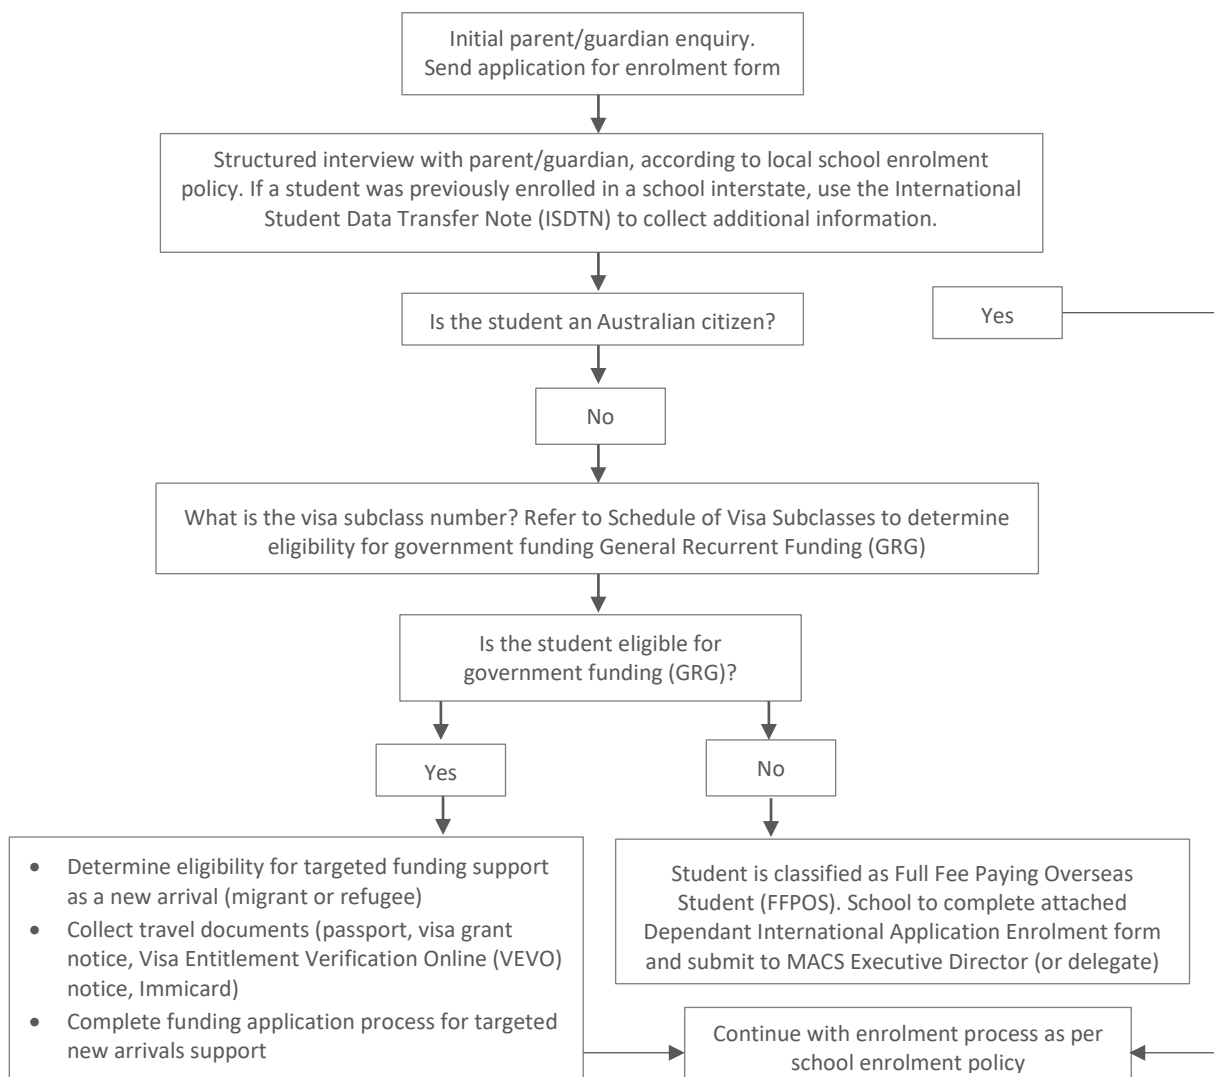 Initial parent/guardian enquiry.
Send application for enrolment form
Structured interview with parent/guardian, according to local school enrolment
policy. If a student was previously enrolled in a school interstate, use the International
Student Data Transfer Note (ISDTN) to collect additional information.
Is the student an Australian citizen?
Yes
No
What is the visa subclass number? Refer to Schedule of Visa Subclasses to determine
eligibility for government funding General Recurrent Funding (GRG)
Is the student eligible for
government funding (GRG)?
Yes
No
• Determine eligibility for targeted funding support
as a new arrival (migrant or refugee)
• Collect travel documents (passport, visa grant
notice, Visa Entitlement Verification Online (VEVO)
notice, Immicard)
• Complete funding application process for targeted
new arrivals support
Student is classified as Full Fee Paying Overseas
Student (FFPOS). School to complete attached
Dependant International Application Enrolment form
and submit to MACS Executive Director (or delegate)
Continue with enrolment process as per
school enrolment policy